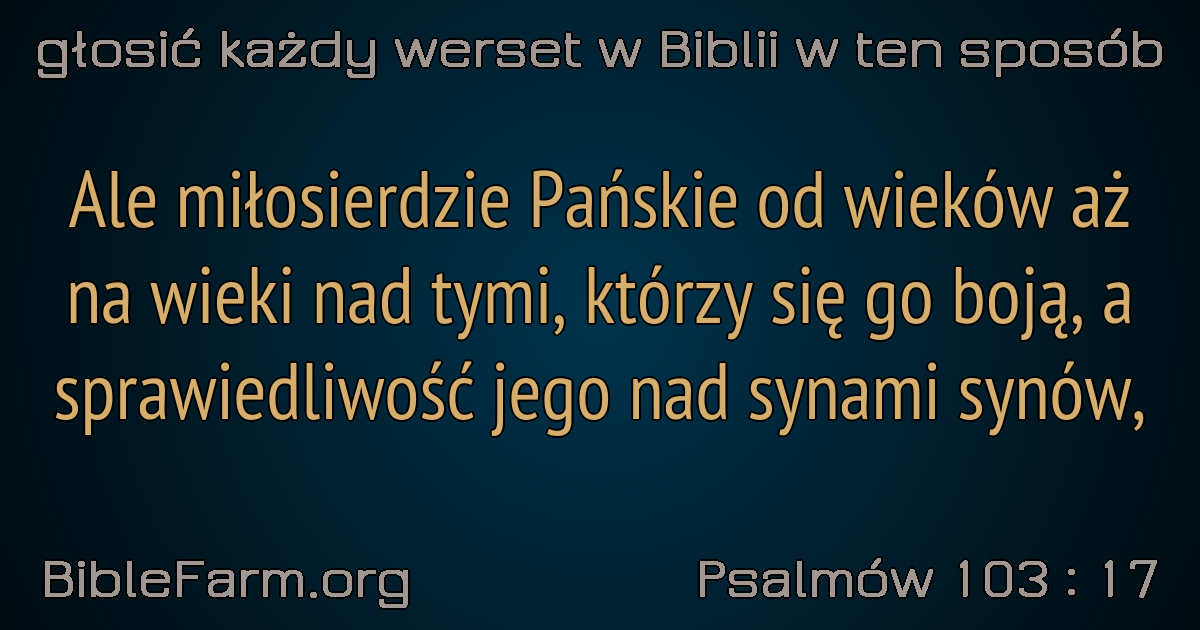 głosić każdy werset w Biblii w ten sposób
Ale miłosierdzie Pańskie od wieków aż
na wieki nad tymi, którzy się go boją, a
sprawiedliwość jego nad synami synów,
BibleFarm.org
Psalmów 103 : 17